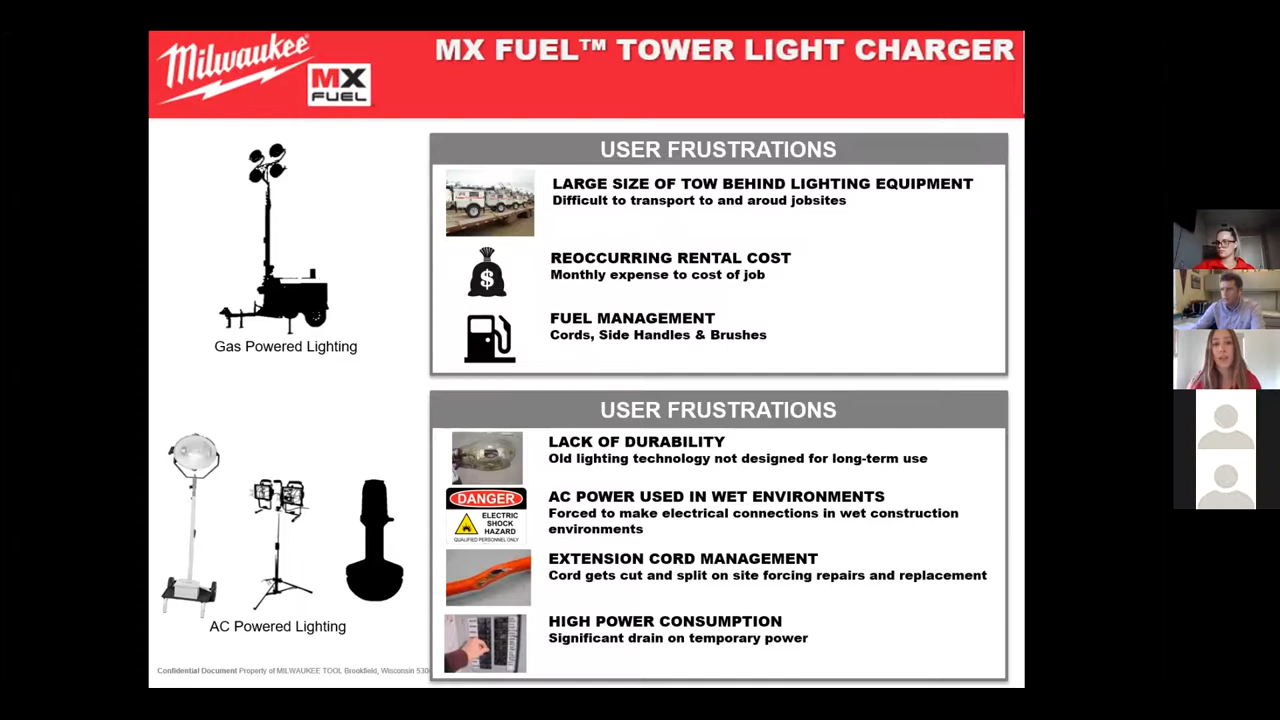 Milwaukee
MX
FUEL
MX FUEL™ TOWER LIGHT CHARGER
Gas Powered Lighting
USER FRUSTRATIONS
LARGE SIZE OF TOW BEHIND LIGHTING EQUIPMENT
Difficult to transport to and aroud jobsites
$
REOCCURRING RENTAL COST
Monthly expense to cost of job
FUEL MANAGEMENT
Cords, Side Handles & Brushes
AC Powered Lighting
USER FRUSTRATIONS
LACK OF DURABILITY
Old lighting technology not designed for long-term use
DANGER
ELECTRIC
SHOCK
HAZARD
QUALIFIED PERSONNEL ONLY
AC POWER USED IN WET ENVIRONMENTS
Forced to make electrical connections in wet construction
environments
EXTENSION CORD MANAGEMENT
Cord gets cut and split on site forcing repairs and replacement
HIGH POWER CONSUMPTION
Significant drain on temporary power
Confidential Document Property of MILWAUKEE TOOL Brookfield, Wisconsin 530